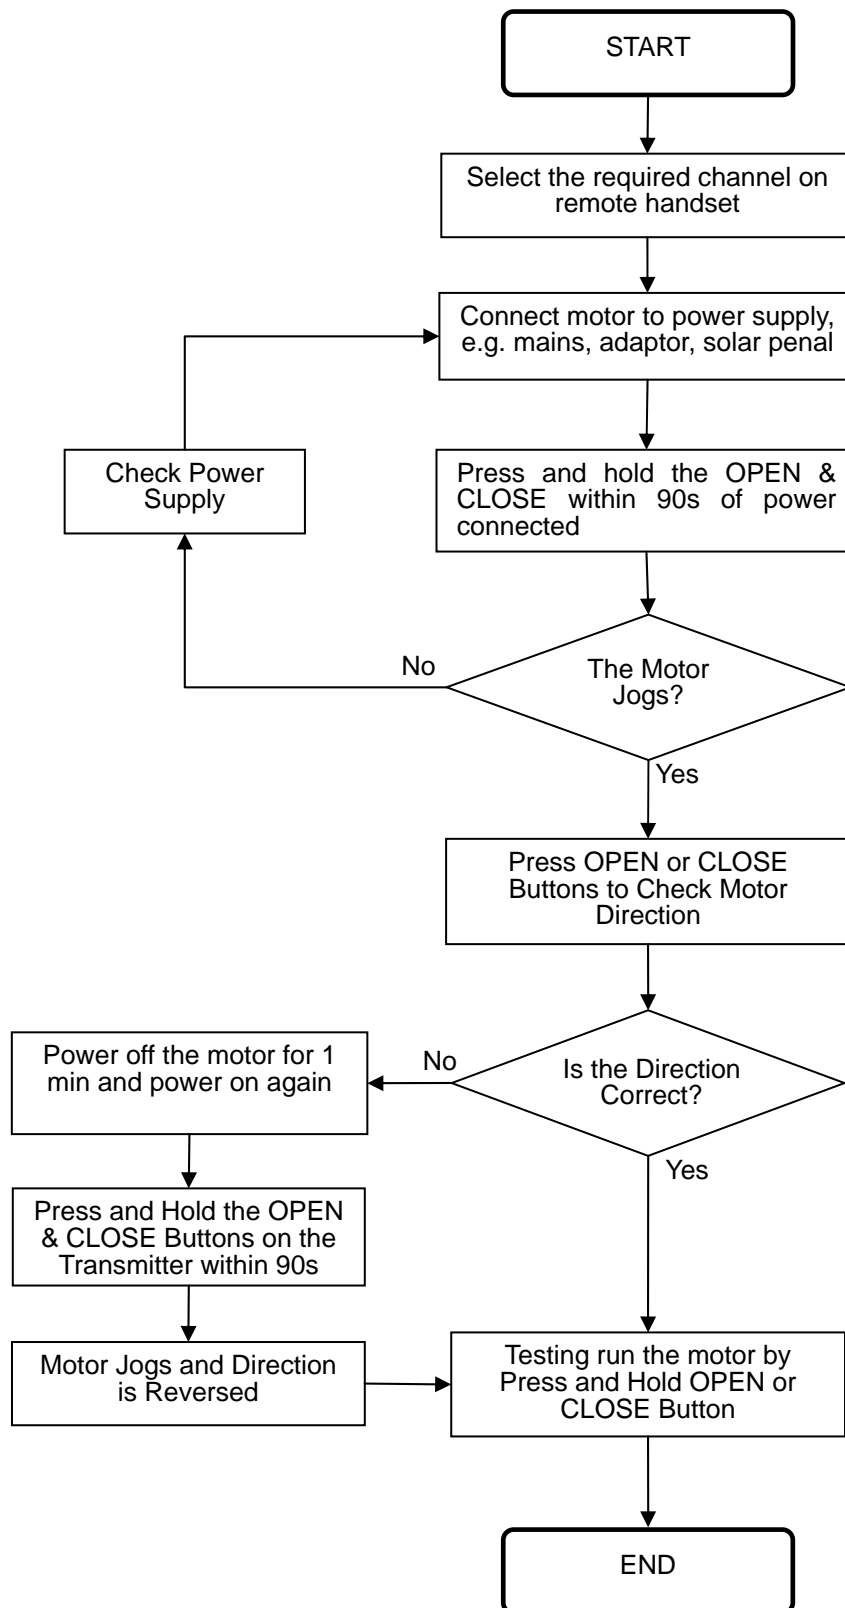 START
Select the required channel on
remote handset
Connect motor to power supply,
e.g. mains, adaptor, solar penal
Check Power
Supply
Press and hold the OPEN &
CLOSE within 90s of power
connected
No
The Motor
Jogs?
Yes
Press OPEN or CLOSE
Buttons to Check Motor
Direction
Power off the motor for 1
min and power on again
No
Is the Direction
Correct?
Yes
Press and Hold the OPEN
& CLOSE Buttons on the
Transmitter within 90s
Motor Jogs and Direction
is Reversed
Testing run the motor by
Press and Hold OPEN or
CLOSE Button
END